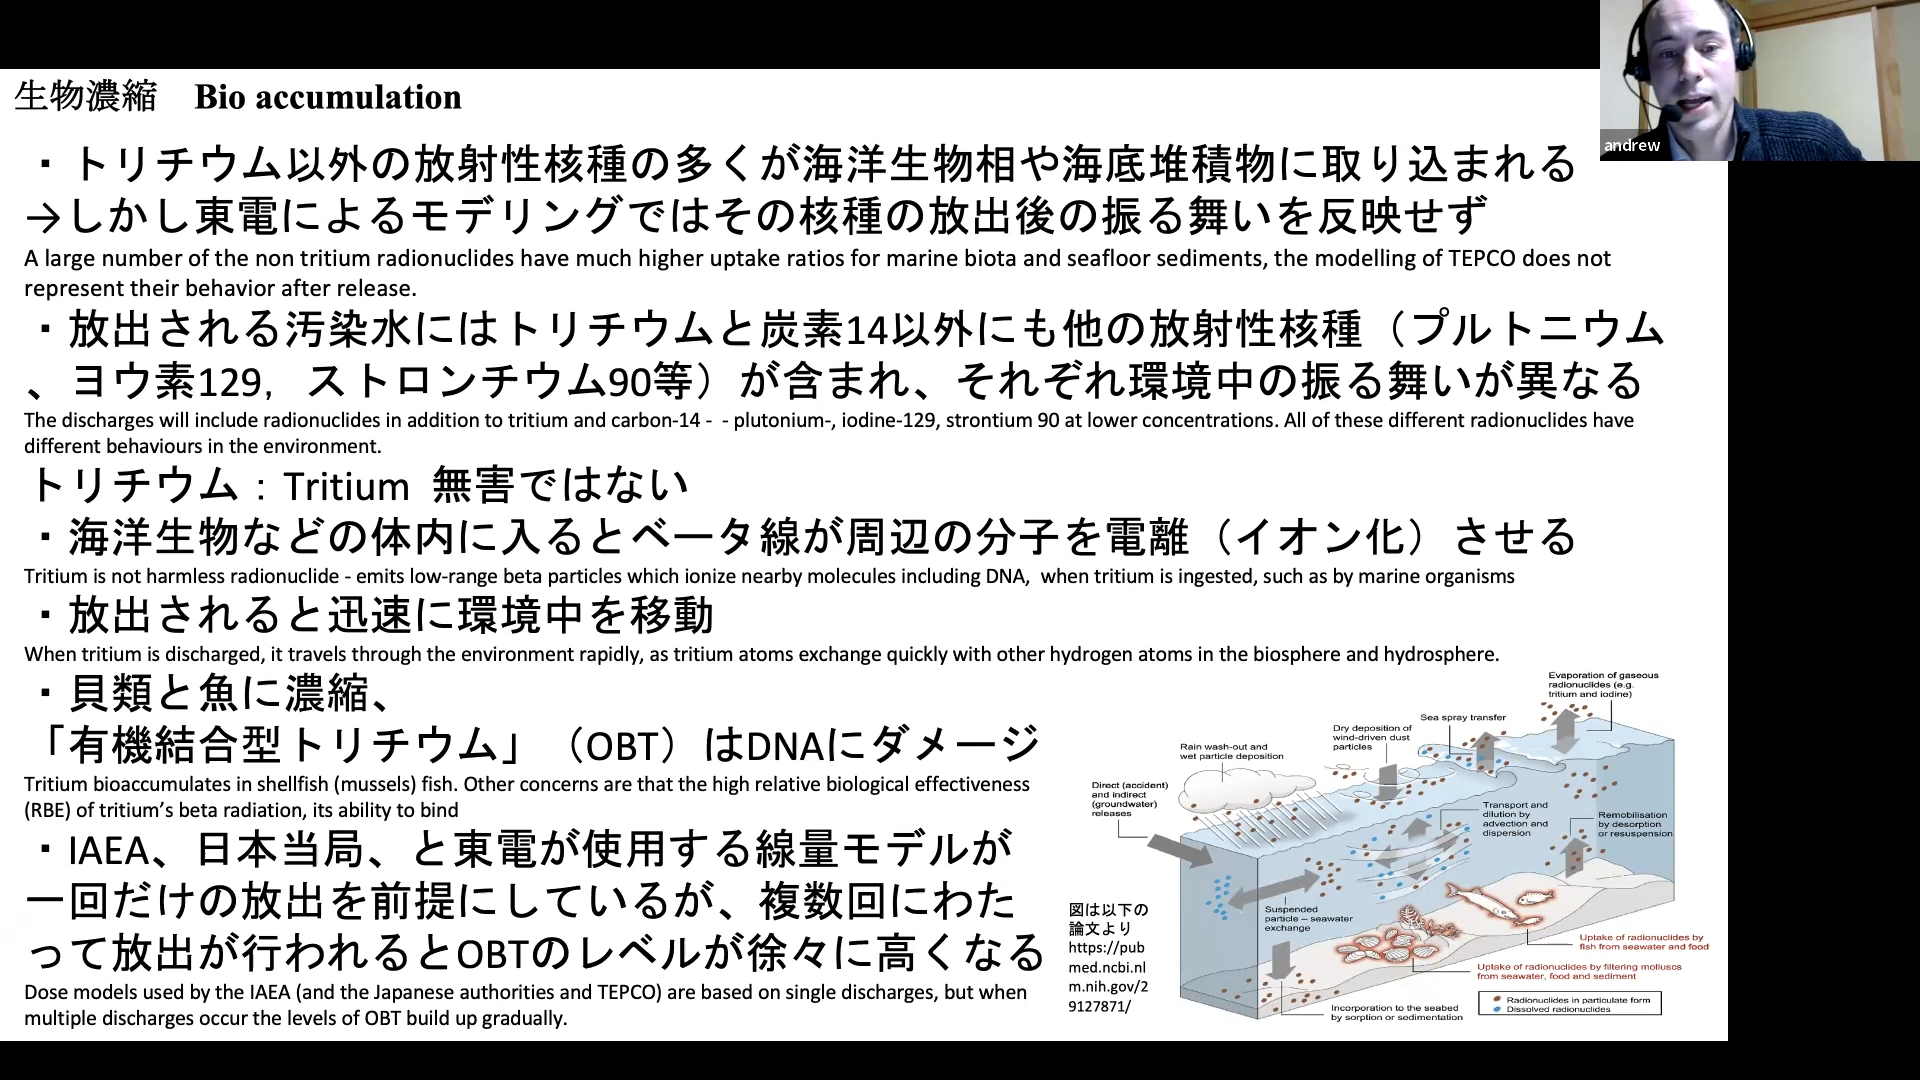 andrew
生物濃縮 Bio accumulation
・トリチウム以外の放射性核種の多くが海洋生物相や海底堆積物に取り込まれる
→しかし東電によるモデリングではその核種の放出後の振る舞いを反映せず
A large number of the non tritium radionuclides have much higher uptake ratios for marine biota and seafloor sediments, the modelling of TEPCO does not
represent their behavior after release.
・放出される汚染水にはトリチウムと炭素14以外にも他の放射性核種（プルトニウム
、ヨウ素129，ストロンチウム90等）が含まれ、それぞれ環境中の振る舞いが異なる
The discharges will include radionuclides in addition to tritium and carbon-14 - - plutonium-, iodine-129, strontium 90 at lower concentrations. All of these different radionuclides have
different behaviours in the environment.
トリチウム：Tritium 無害ではない
・海洋生物などの体内に入るとベータ線が周辺の分子を電離（イオン化）させる
Tritium is not harmless radionuclide - emits low-range beta particles which ionize nearby molecules including DNA, when tritium is ingested, such as by marine organisms
・放出されると迅速に環境中を移動
When tritium is discharged, it travels through the environment rapidly, as tritium atoms exchange quickly with other hydrogen atoms in the biosphere and hydrosphere.
・貝類と魚に濃縮、
「有機結合型トリチウム」（OBT）はDNAにダメージ
Tritium bioaccumulates in shellfish (mussels) fish. Other concerns are that the high relative biological effectiveness
(RBE) of tritium's beta radiation, its ability to bind
・IAEA、日本当局、と東電が使用する線量モデルが
一回だけの放出を前提にしているが、複数回にわた
って放出が行われるとOBTのレベルが徐々に高くなる
Dose models used by the IAEA (and the Japanese authorities and TEPCO) are based on single discharges, but when
multiple discharges occur the levels of OBT build up gradually.
図は以下の
論文より
https://pub
med.ncbi.nl
m.nih.gov/2
9127871/
Evaporation of gaseous
radionuclides (e.g.
tritium and iodine)
Sea spray transfer
Dry deposition of
wind-driven dust
particles
Rain wash-out and
wet particle deposition
Direct (accident)
and indirect
(groundwater)
releases
Transport and
dilution by
advection and
dispersion
Remobilisation
by desorption
or resuspension
Suspended
particle – seawater
exchange
Uptake of radionuclides by
fish from seawater and food
Uptake of radionuclides by filtering molluscs
from seawater, food and sediment
Incorporation to the seabed
by sorption or sedimentation
Radionuclides in particulate form
Dissolved radionuclides